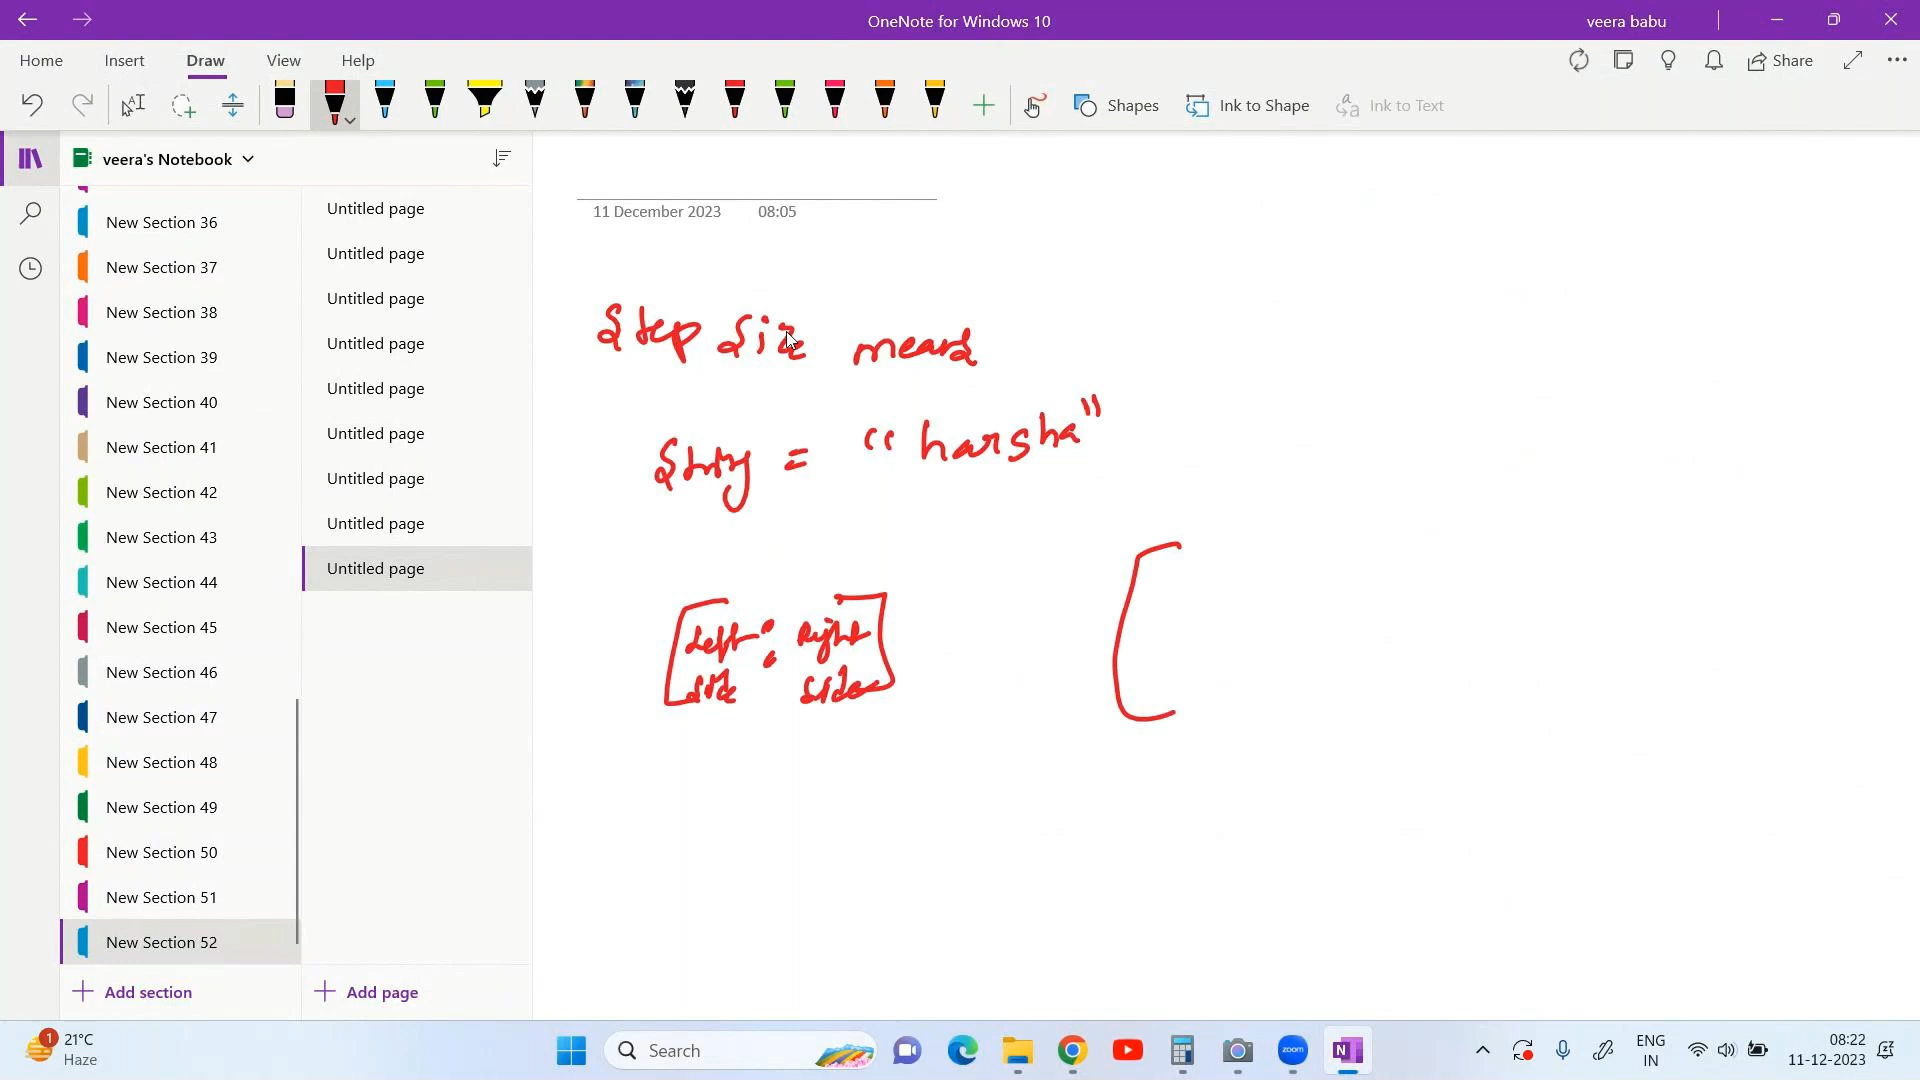 OneNote for Windows 10
veera babu
Home
Insert
Draw
View
Help
Share
Shapes
Ink to Shape
Ink to Text
veera's Notebook
New Section 36
New Section 37
New Section 38
New Section 39
New Section 40
New Section 41
New Section 42
New Section 43
New Section 44
New Section 45
New Section 46
New Section 47
New Section 48
New Section 49
New Section 50
New Section 51
New Section 52
Add section
Untitled page
Untitled page
Untitled page
Untitled page
Untitled page
Untitled page
Untitled page
Untitled page
Untitled page
Add page
11 December 2023 08:05
Step Size means
String = "harsha"
[Left : Right
side side]
[
1
21°C
Haze
Search
zoom
ENG
IN
08:22
11-12-2023